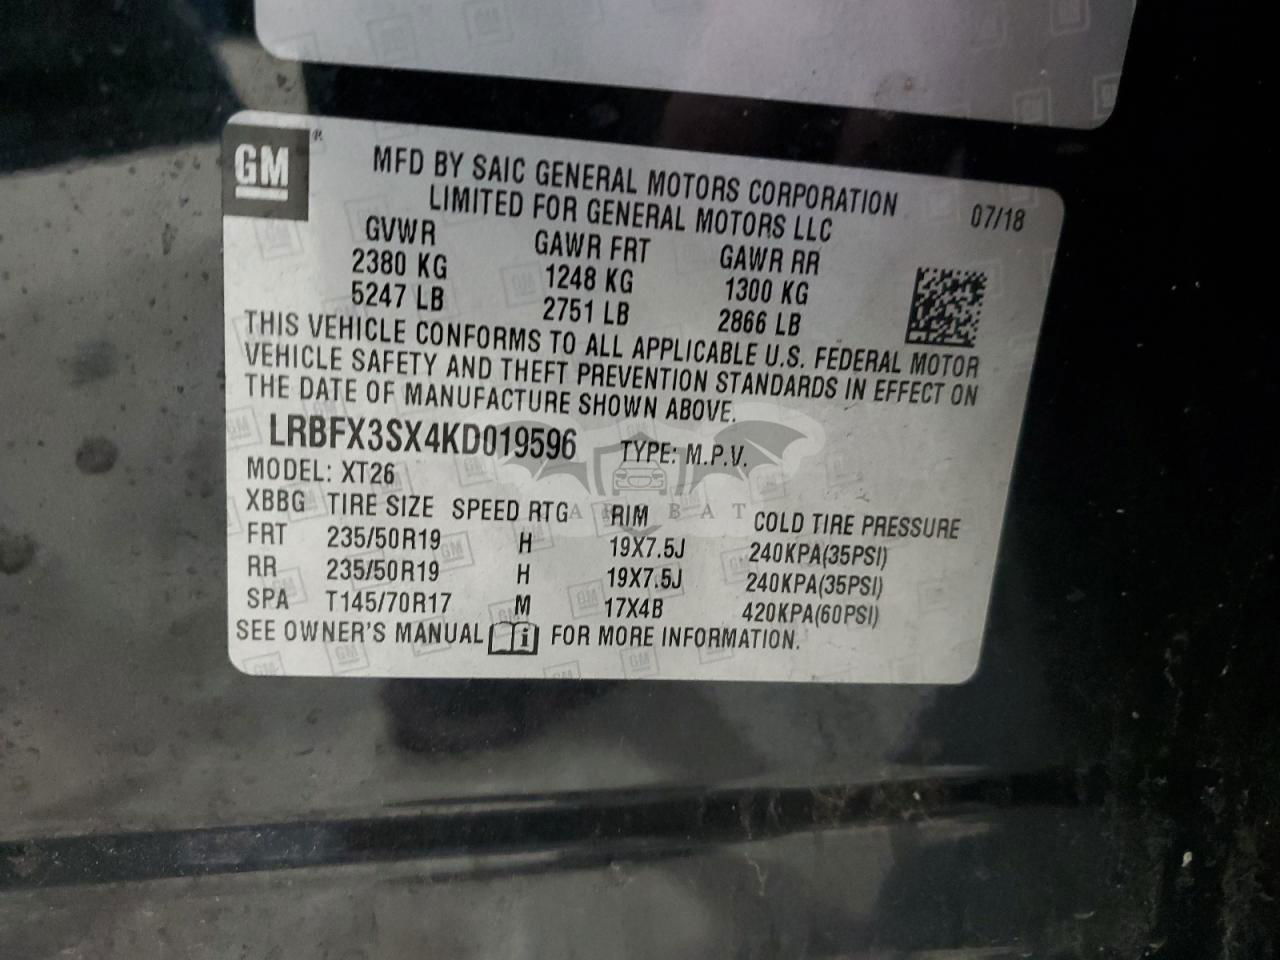 GM ®
MFD BY SAIC GENERAL MOTORS CORPORATION
LIMITED FOR GENERAL MOTORS LLC
07/18
GVWR GAWR FRT GAWR RR
2380 KG 1248 KG 1300 KG
5247 LB 2751 LB 2866 LB
THIS VEHICLE CONFORMS TO ALL APPLICABLE U.S. FEDERAL MOTOR
VEHICLE SAFETY AND THEFT PREVENTION STANDARDS IN EFFECT ON
THE DATE OF MANUFACTURE SHOWN ABOVE.
LRBFX3SX4KD019596 TYPE: M.P.V.
MODEL: XT26
XBBG TIRE SIZE SPEED RTG RIM COLD TIRE PRESSURE
FRT 235/50R19 H 19X7.5J 240KPA(35PSI)
RR 235/50R19 H 19X7.5J 240KPA(35PSI)
SPA T145/70R17 M 17X4B 420KPA(60PSI)
SEE OWNER'S MANUAL i FOR MORE INFORMATION.